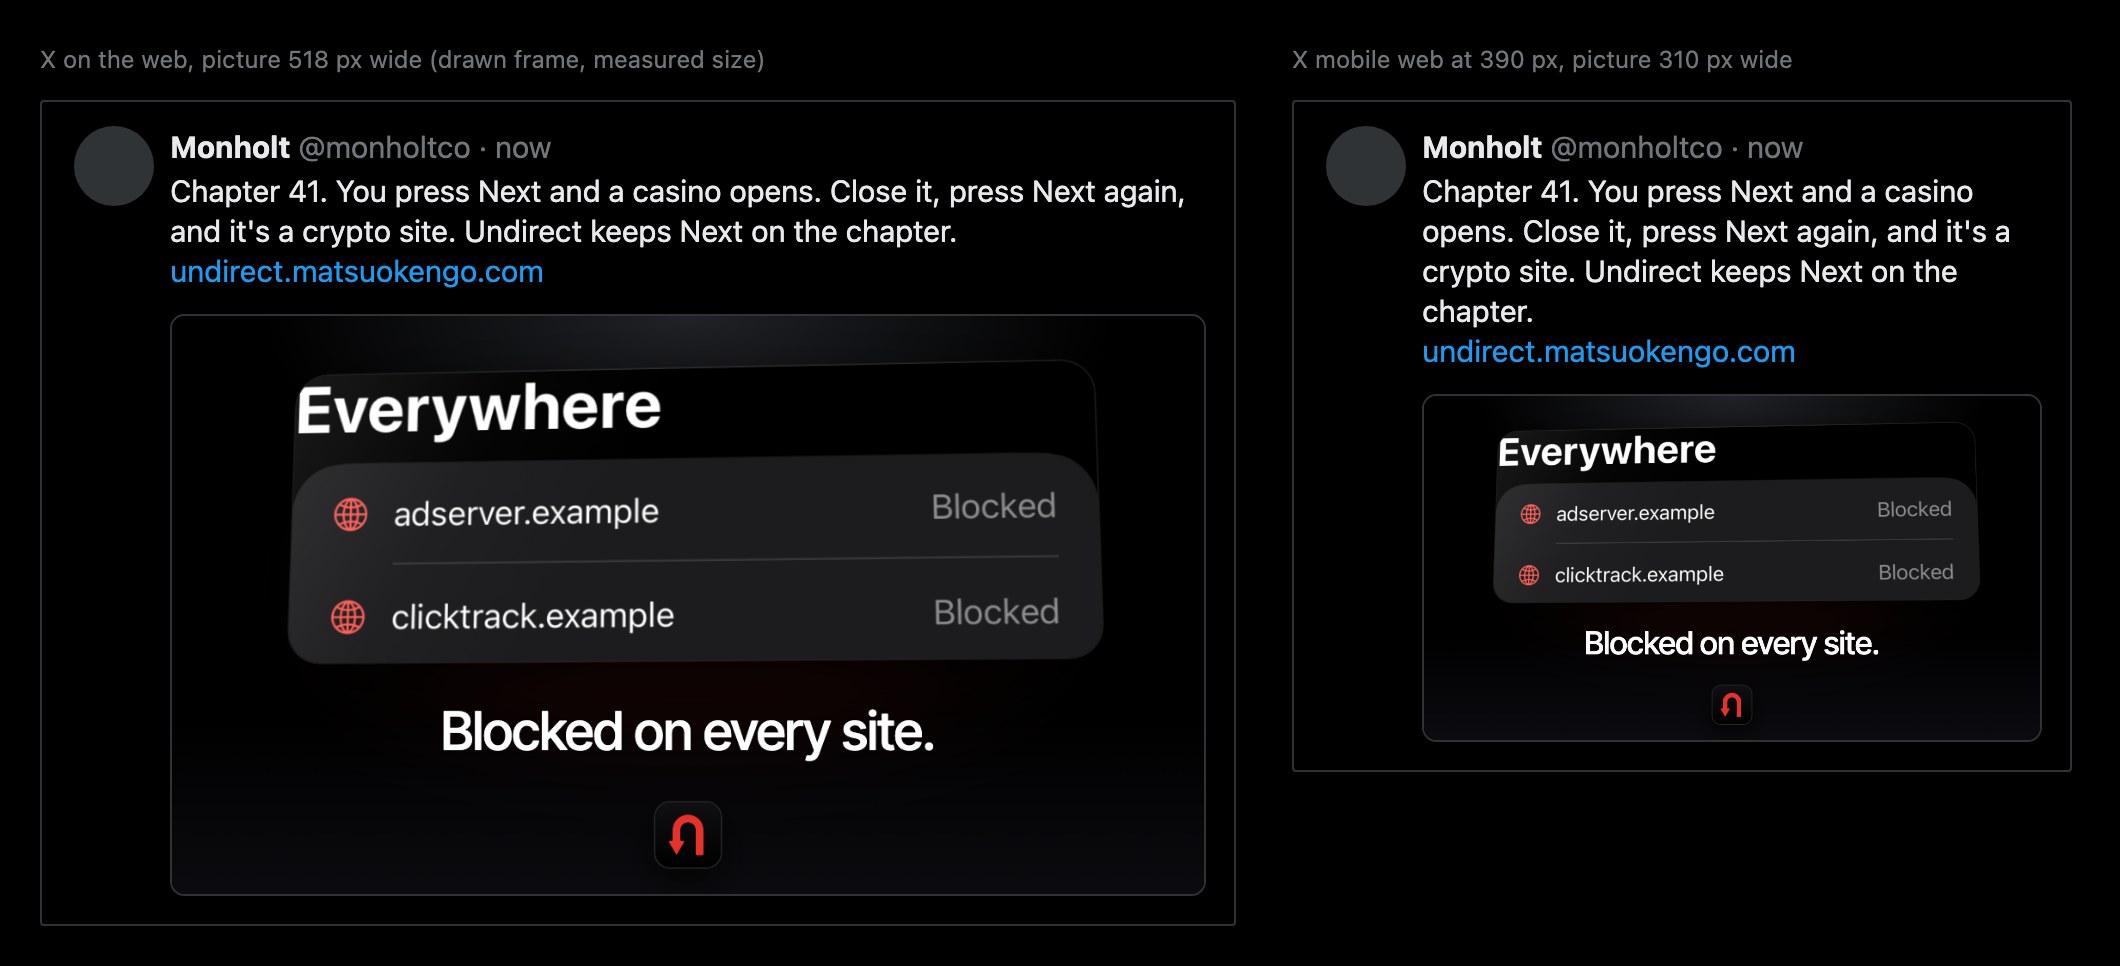 X on the web, picture 518 px wide (drawn frame, measured size)
Monholt @monholtco · now
Chapter 41. You press Next and a casino opens. Close it, press Next again,
and it's a crypto site. Undirect keeps Next on the chapter.
undirect.matsuokengo.com
Everywhere
adserver.example Blocked
clicktrack.example Blocked
Blocked on every site.
X mobile web at 390 px, picture 310 px wide
Monholt @monholtco · now
Chapter 41. You press Next and a casino
opens. Close it, press Next again, and it's a
crypto site. Undirect keeps Next on the
chapter.
undirect.matsuokengo.com
Everywhere
adserver.example Blocked
clicktrack.example Blocked
Blocked on every site.